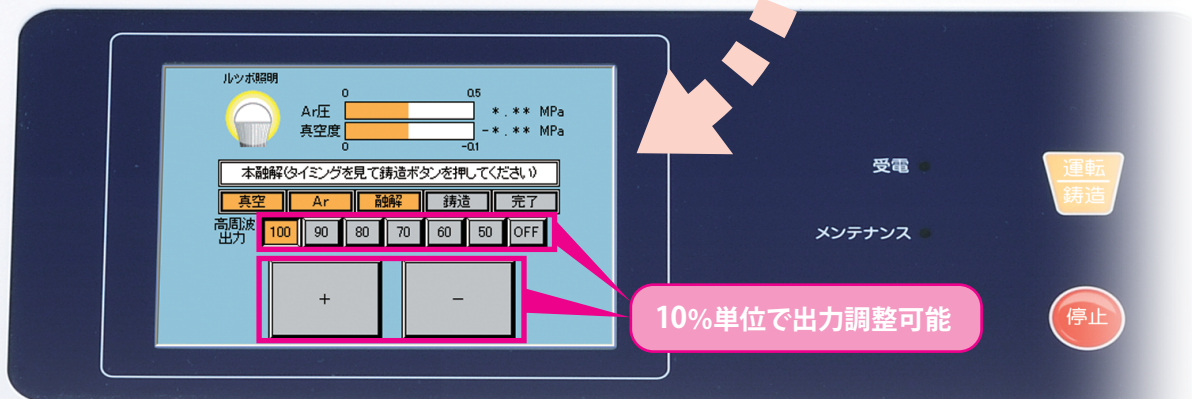 ルツボ照明
0 0.5
Ar圧 *.** MPa
真空度 -*.** MPa
0 -0.1
本融解(タイミングを見て鋳造ボタンを押してください)
真空 Ar 融解 鋳造 完了
高周波
出力 100 90 80 70 60 50 OFF
+ -
10%単位で出力調整可能
受電
メンテナンス
運転
鋳造
停止